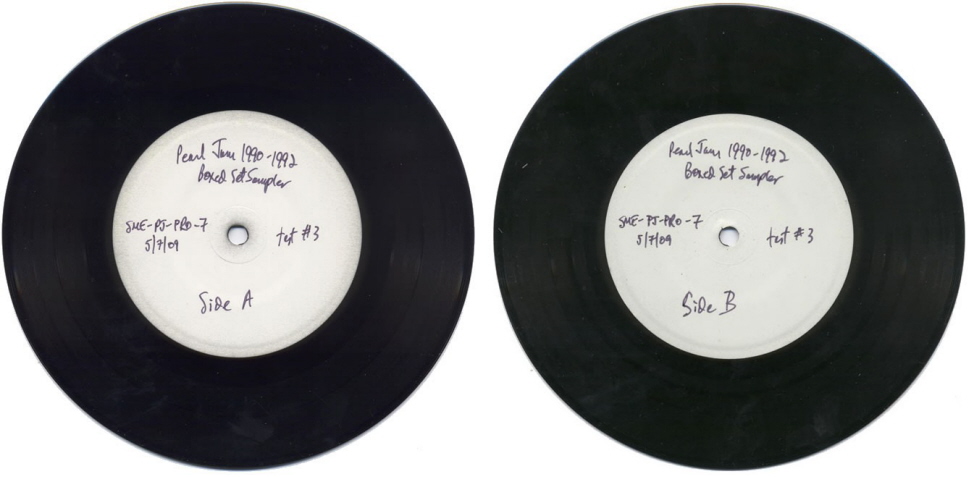 Pearl Jam 1990-1992
Boxed Set Sampler
SME-PJ-PRO-7
5/7/09
test #3
Side A
Pearl Jam 1990-1992
Boxed Set Sampler
SME-PJ-PRO-7
5/7/09
test #3
Side B